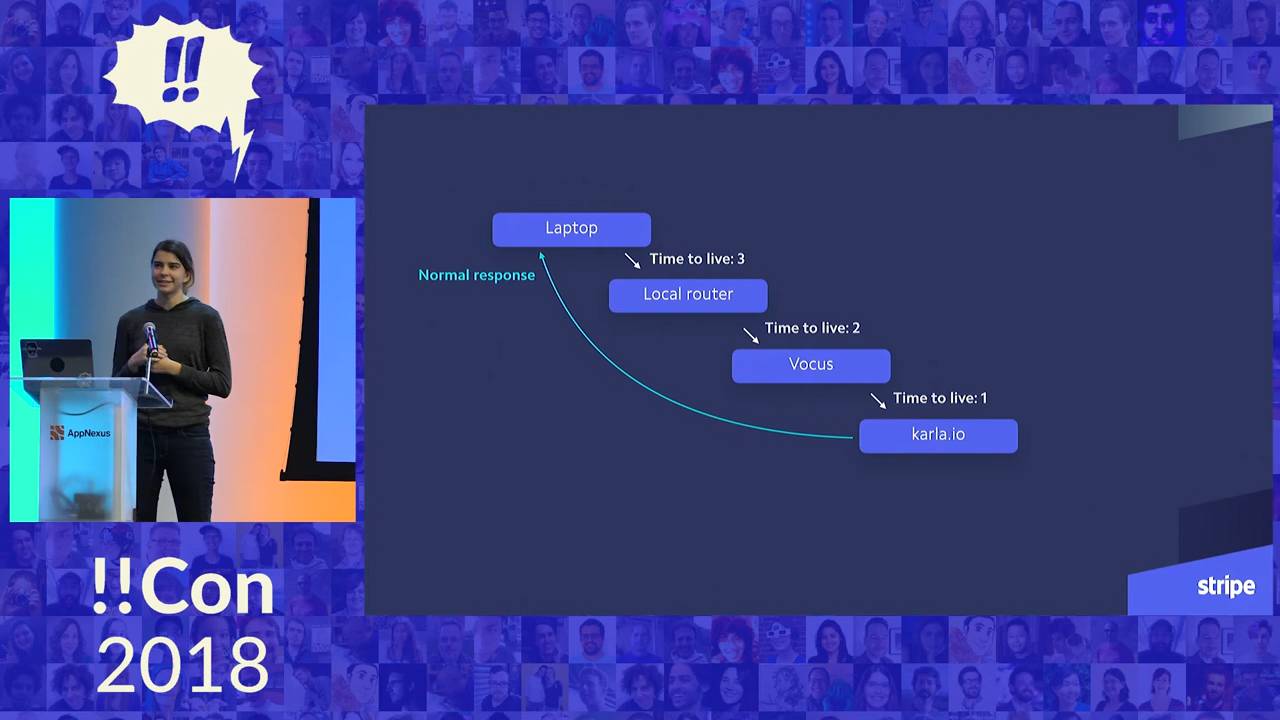 !!
Laptop
Time to live: 3
Normal response
Local router
Time to live: 2
Vocus
Time to live: 1
karla.io
AppNexus
stripe
!!Con
2018